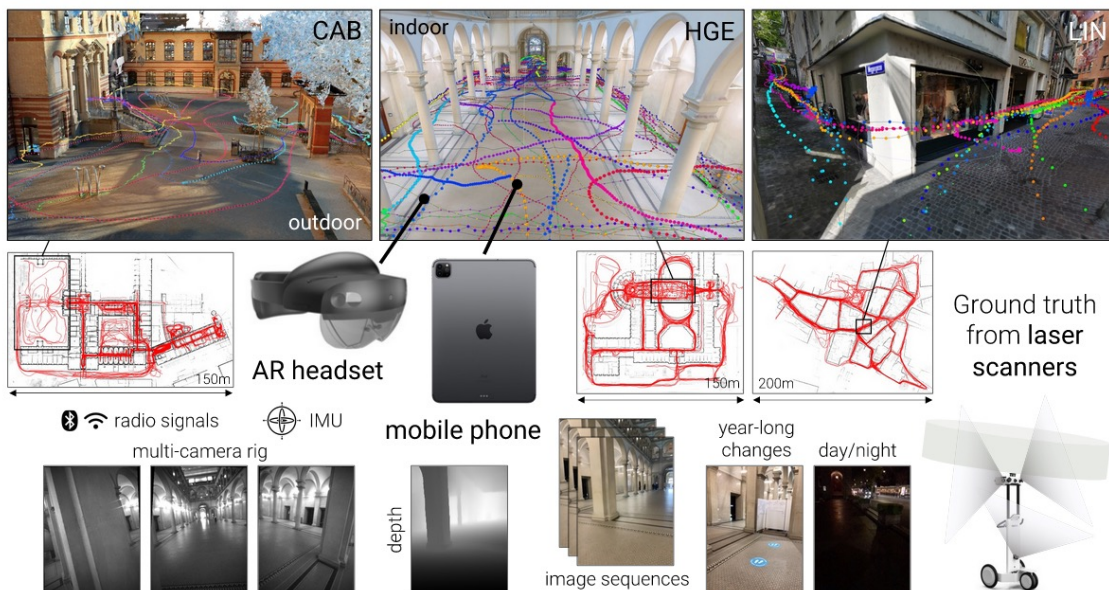 CAB
outdoor
indoor
HGE
LIN
150m
AR headset
150m
200m
Ground truth
from laser
scanners
radio signals
IMU
mobile phone
multi-camera rig
depth
image sequences
year-long
changes
day/night